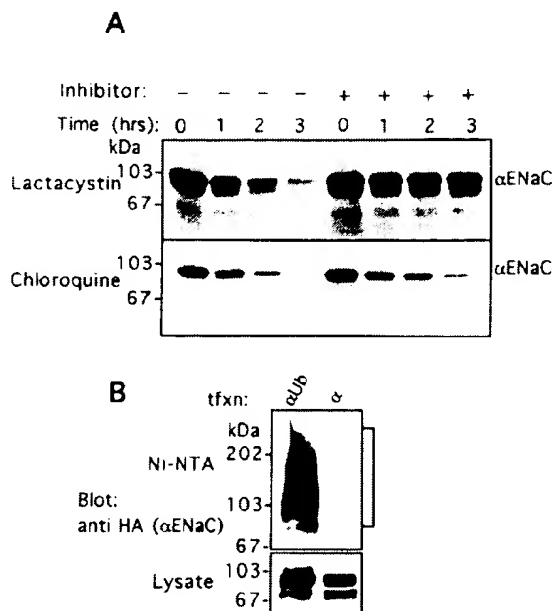 A
Inhibitor: – – – – + + + +
Time (hrs): 0 1 2 3 0 1 2 3
kDa
103-
Lactacystin
67-
αENaC
103-
Chloroquine
67-
αENaC
B
tfxn: αUb α
kDa
202-
Ni-NTA
103-
Blot:
anti HA (αENaC)
67-
103-
Lysate
67-